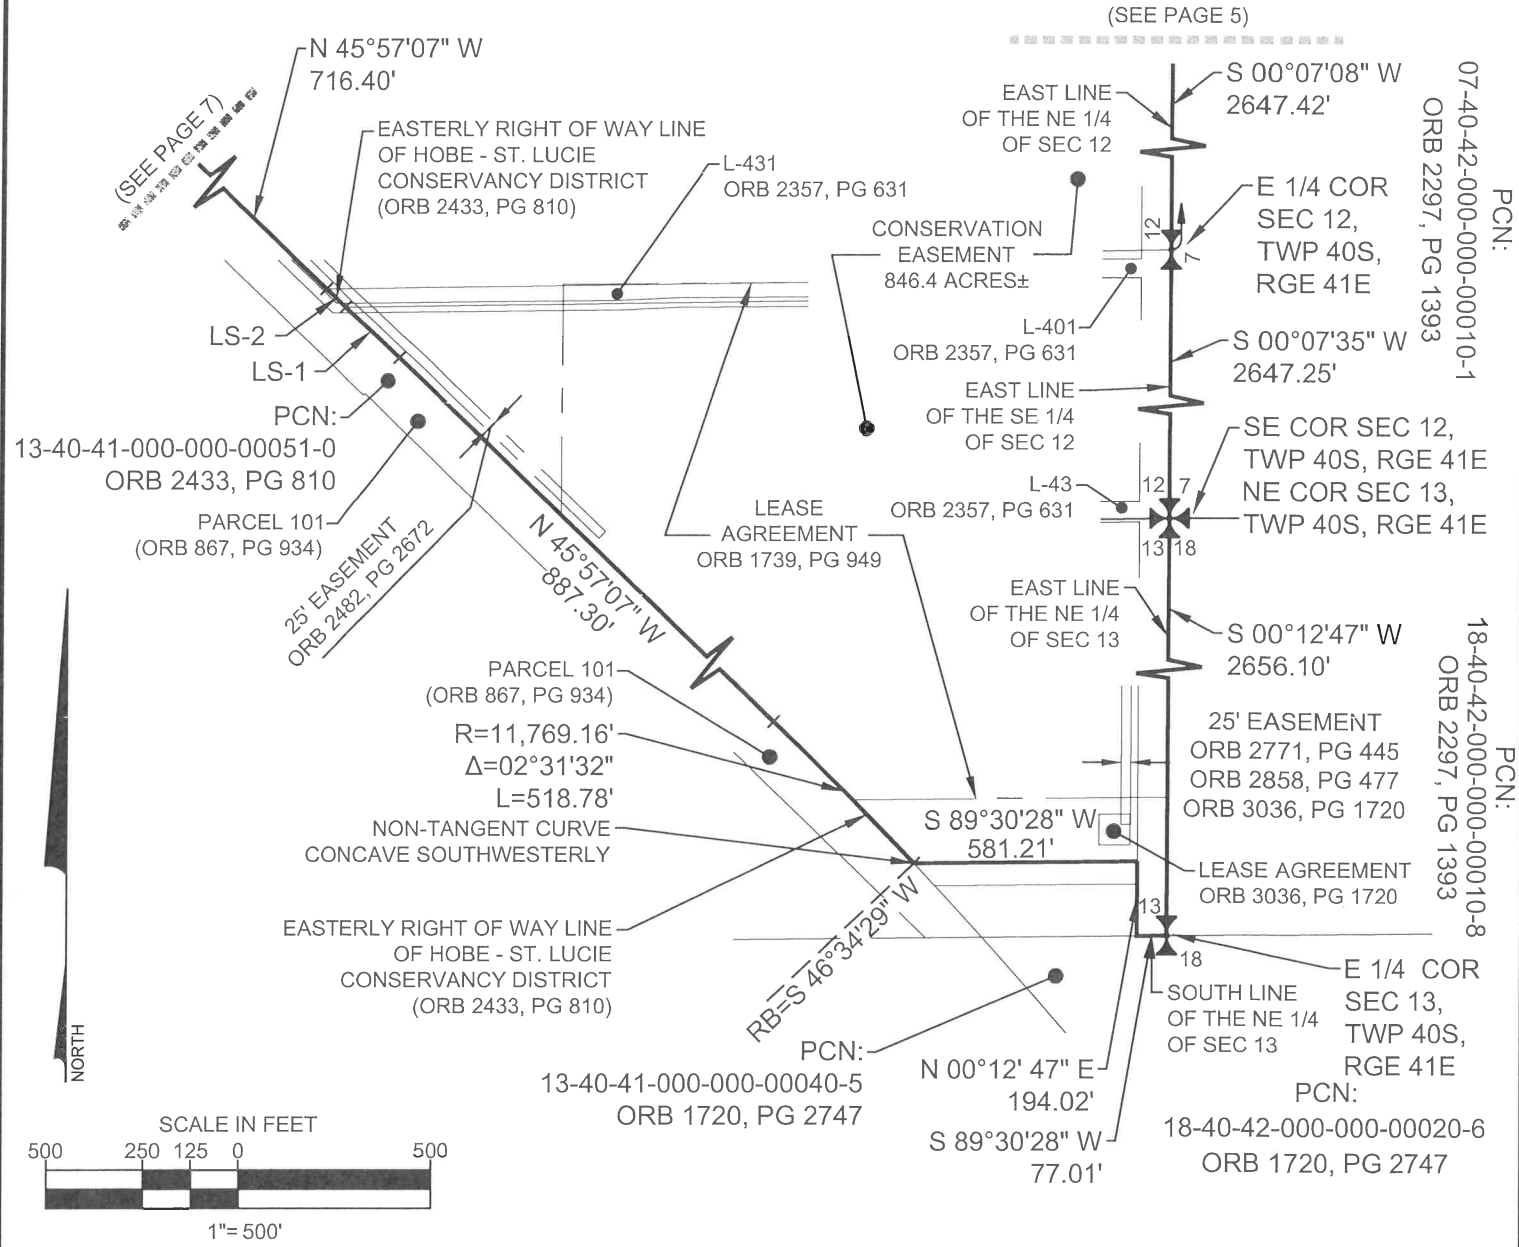 (SEE PAGE 5)
N 45°57'07" W
716.40'
(SEE PAGE 7)
EASTERLY RIGHT OF WAY LINE
OF HOBE - ST. LUCIE
CONSERVANCY DISTRICT
(ORB 2433, PG 810)
L-431
ORB 2357, PG 631
EAST LINE
OF THE NE 1/4
OF SEC 12
S 00°07'08" W
2647.42'
PCN:
07-40-42-000-000-00010-1
ORB 2297, PG 1393
CONSERVATION
EASEMENT
846.4 ACRES±
12
7
E 1/4 COR
SEC 12,
TWP 40S,
RGE 41E
L-401
ORB 2357, PG 631
S 00°07'35" W
2647.25'
LS-2
LS-1
PCN:
13-40-41-000-000-00051-0
ORB 2433, PG 810
PARCEL 101
(ORB 867, PG 934)
25' EASEMENT
ORB 2482, PG 2672
N 45°57'07" W
887.30'
EAST LINE
OF THE SE 1/4
OF SEC 12
L-43
ORB 2357, PG 631
12 7
13 18
SE COR SEC 12,
TWP 40S, RGE 41E
NE COR SEC 13,
TWP 40S, RGE 41E
LEASE
AGREEMENT
ORB 1739, PG 949
EAST LINE
OF THE NE 1/4
OF SEC 13
S 00°12'47" W
2656.10'
PCN:
18-40-42-000-000-00010-8
ORB 2297, PG 1393
PARCEL 101
(ORB 867, PG 934)
R=11,769.16'
Δ=02°31'32"
L=518.78'
NON-TANGENT CURVE
CONCAVE SOUTHWESTERLY
25' EASEMENT
ORB 2771, PG 445
ORB 2858, PG 477
ORB 3036, PG 1720
S 89°30'28" W
581.21'
LEASE AGREEMENT
ORB 3036, PG 1720
EASTERLY RIGHT OF WAY LINE
OF HOBE - ST. LUCIE
CONSERVANCY DISTRICT
(ORB 2433, PG 810)
RB=S 46°34'29" W
13
18
SOUTH LINE
OF THE NE 1/4
OF SEC 13
E 1/4 COR
SEC 13,
TWP 40S,
RGE 41E
PCN:
13-40-41-000-000-00040-5
ORB 1720, PG 2747
N 00°12' 47" E
194.02'
S 89°30'28" W
77.01'
PCN:
18-40-42-000-000-00020-6
ORB 1720, PG 2747
NORTH
SCALE IN FEET
500 250 125 0 500
1"= 500'